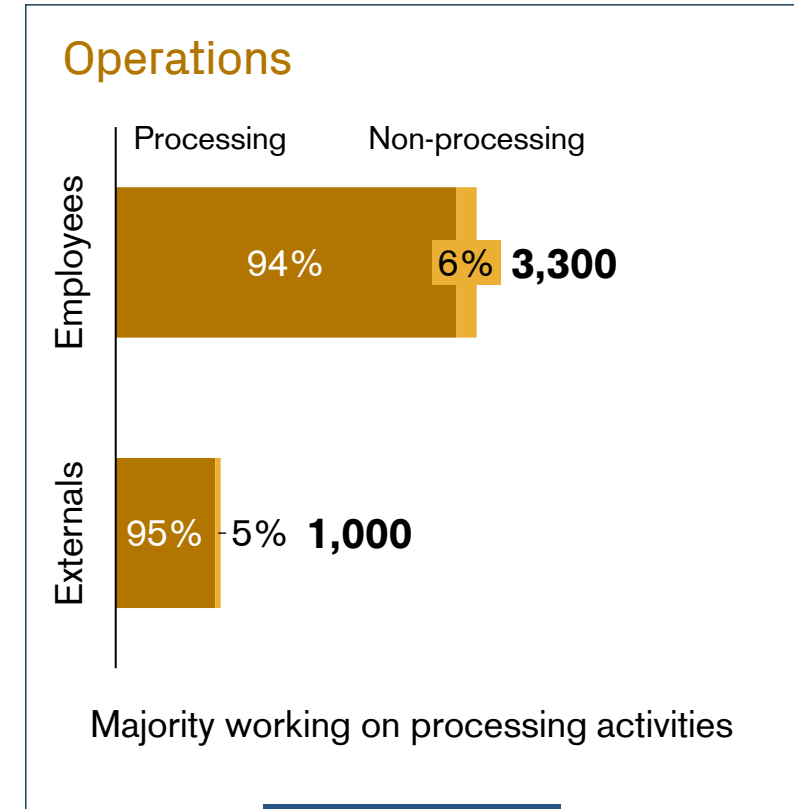 Operations
Processing Non-processing
Employees
94% 6% 3,300
Externals
95% 5% 1,000
Majority working on processing activities